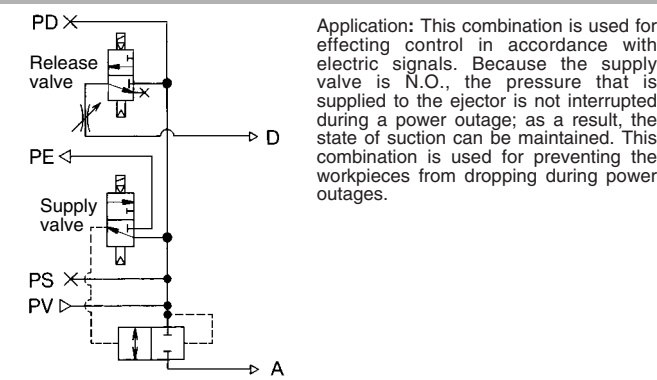 PD
Release
valve
D
PE
Supply
valve
PS
PV
A
Application: This combination is used for
effecting control in accordance with
electric signals. Because the supply
valve is N.O., the pressure that is
supplied to the ejector is not interrupted
during a power outage; as a result, the
state of suction can be maintained. This
combination is used for preventing the
workpieces from dropping during power
outages.